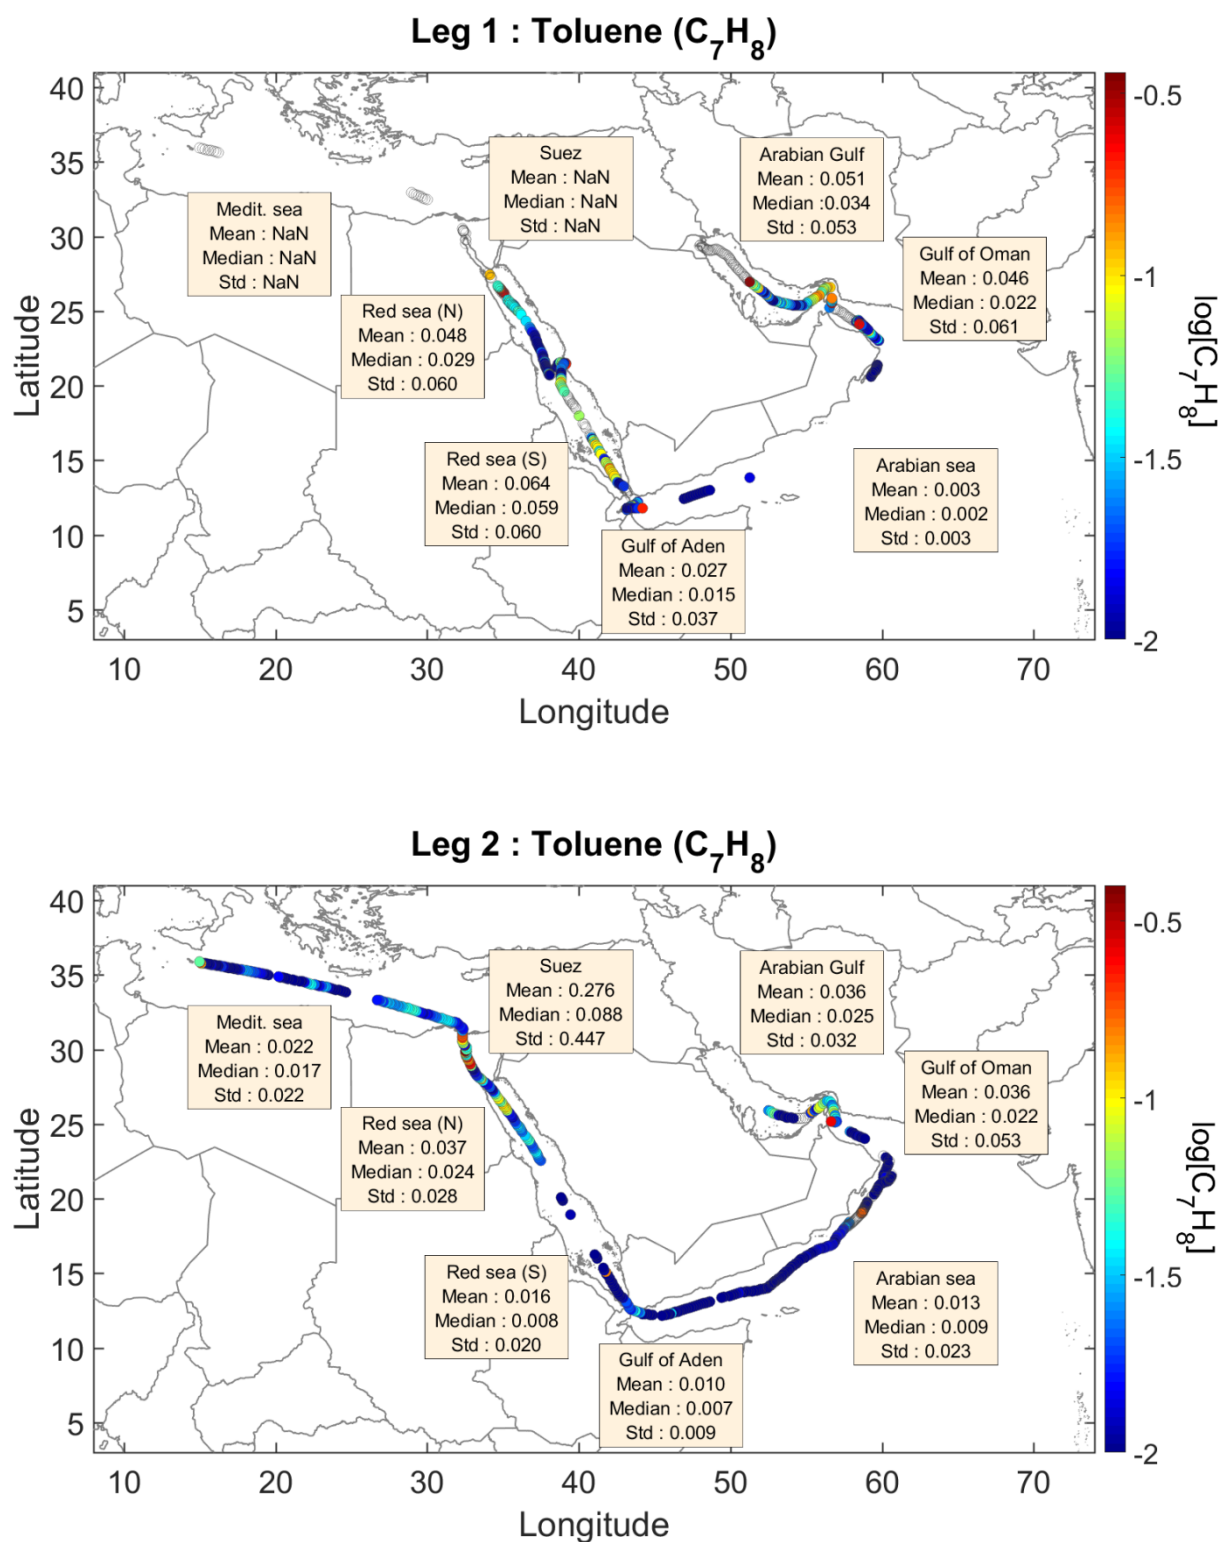 Leg 1 : Toluene (C7H8)
40
35
30
25
20
15
10
5
Latitude
10
20
30
40
50
60
70
Longitude
Medit. sea
Mean : NaN
Median : NaN
Std : NaN
Suez
Mean : NaN
Median : NaN
Std : NaN
Arabian Gulf
Mean : 0.051
Median :0.034
Std : 0.053
Gulf of Oman
Mean : 0.046
Median : 0.022
Std : 0.061
Red sea (N)
Mean : 0.048
Median : 0.029
Std : 0.060
Red sea (S)
Mean : 0.064
Median : 0.059
Std : 0.060
Arabian sea
Mean : 0.003
Median : 0.002
Std : 0.003
Gulf of Aden
Mean : 0.027
Median : 0.015
Std : 0.037
-0.5
-1
-1.5
-2
log[C7H8]
Leg 2 : Toluene (C7H8)
40
35
30
25
20
15
10
5
Latitude
10
20
30
40
50
60
70
Longitude
Suez
Mean : 0.276
Median : 0.088
Std : 0.447
Arabian Gulf
Mean : 0.036
Median : 0.025
Std : 0.032
Medit. sea
Mean : 0.022
Median : 0.017
Std : 0.022
Gulf of Oman
Mean : 0.036
Median : 0.022
Std : 0.053
Red sea (N)
Mean : 0.037
Median : 0.024
Std : 0.028
Red sea (S)
Mean : 0.016
Median : 0.008
Std : 0.020
Arabian sea
Mean : 0.013
Median : 0.009
Std : 0.023
Gulf of Aden
Mean : 0.010
Median : 0.007
Std : 0.009
-0.5
-1
-1.5
-2
log[C7H8]